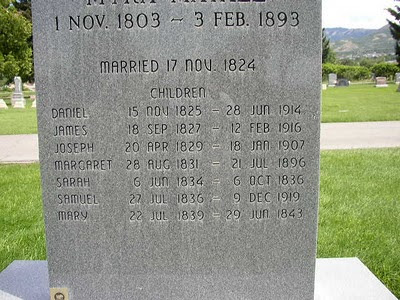 1 NOV. 1803 ~ 3 FEB. 1893
MARRIED 17 NOV. 1824
CHILDREN
DANIEL 15 NOV 1825 - 28 JUN 1914
JAMES 18 SEP 1827 - 12 FEB 1916
JOSEPH 20 APR 1829 - 18 JAN 1907
MARGARET 28 AUG 1831 - 21 JUL 1896
SARAH 6 JUN 1834 - 6 OCT 1836
SAMUEL 27 JUL 1836 - 9 DEC 1919
MARY 22 JUL 1839 - 29 JUN 1843